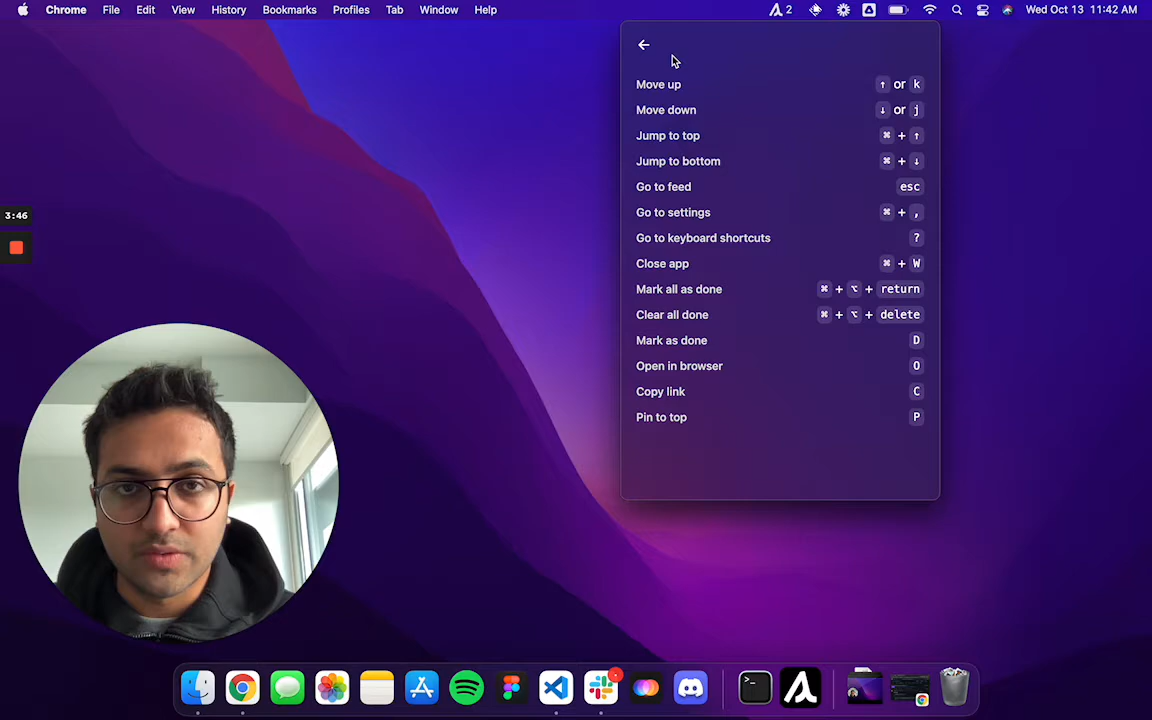 Chrome File Edit View History Bookmarks Profiles Tab Window Help 2 Wed Oct 13 11:42 AM
Move up ↑ or k
Move down ↓ or j
Jump to top ⌘ + ↑
Jump to bottom ⌘ + ↓
Go to feed esc
Go to settings ⌘ + ,
3:46
Go to keyboard shortcuts ?
Close app ⌘ + W
Mark all as done ⌘ + ⌥ + return
Clear all done ⌘ + ⌥ + delete
Mark as done D
Open in browser O
Copy link C
Pin to top P